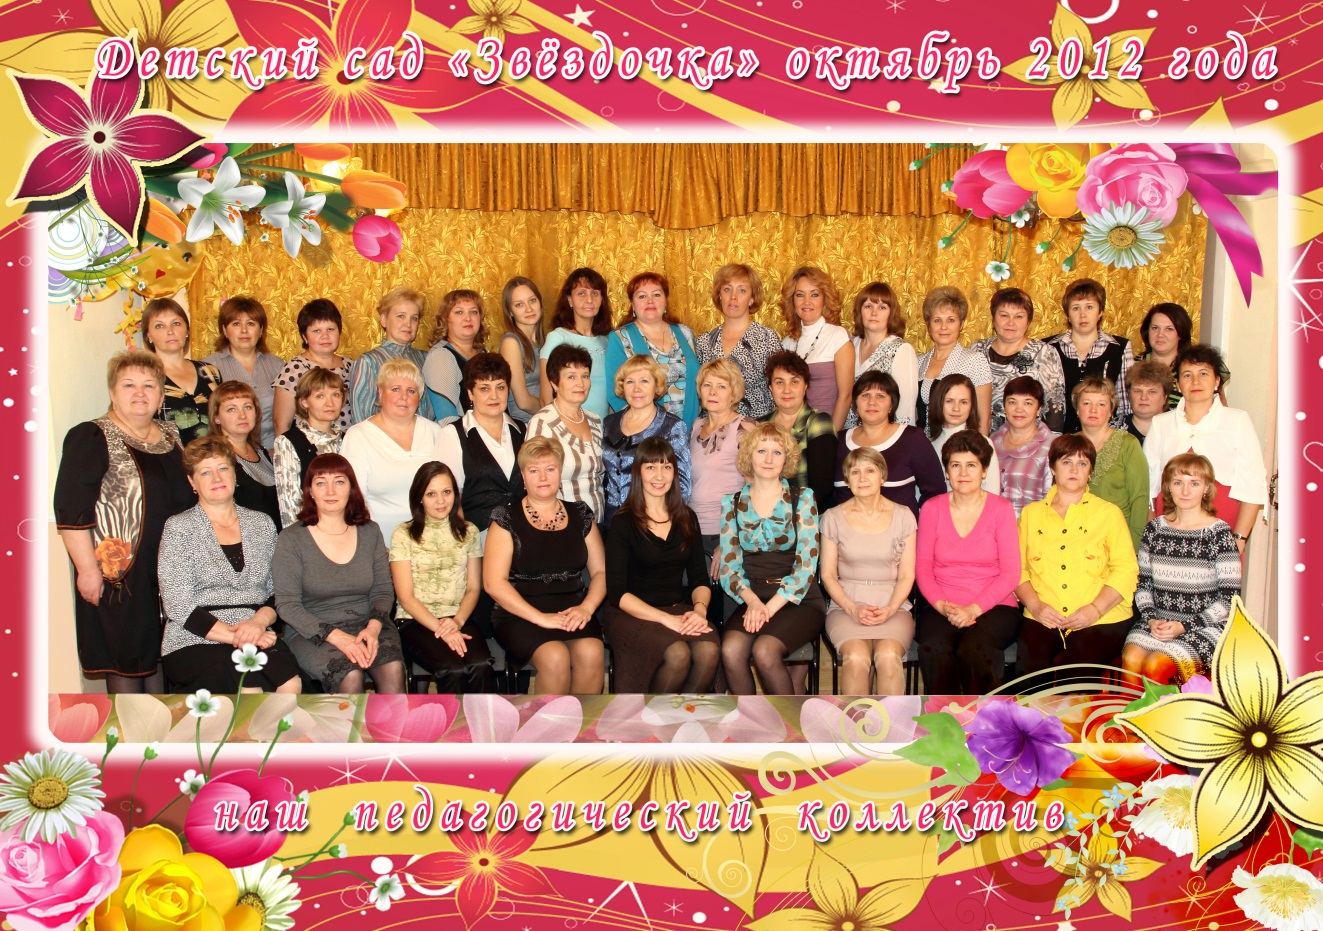 Детский сад «Звёздочка» октябрь 2012 года
наш педагогический коллектив